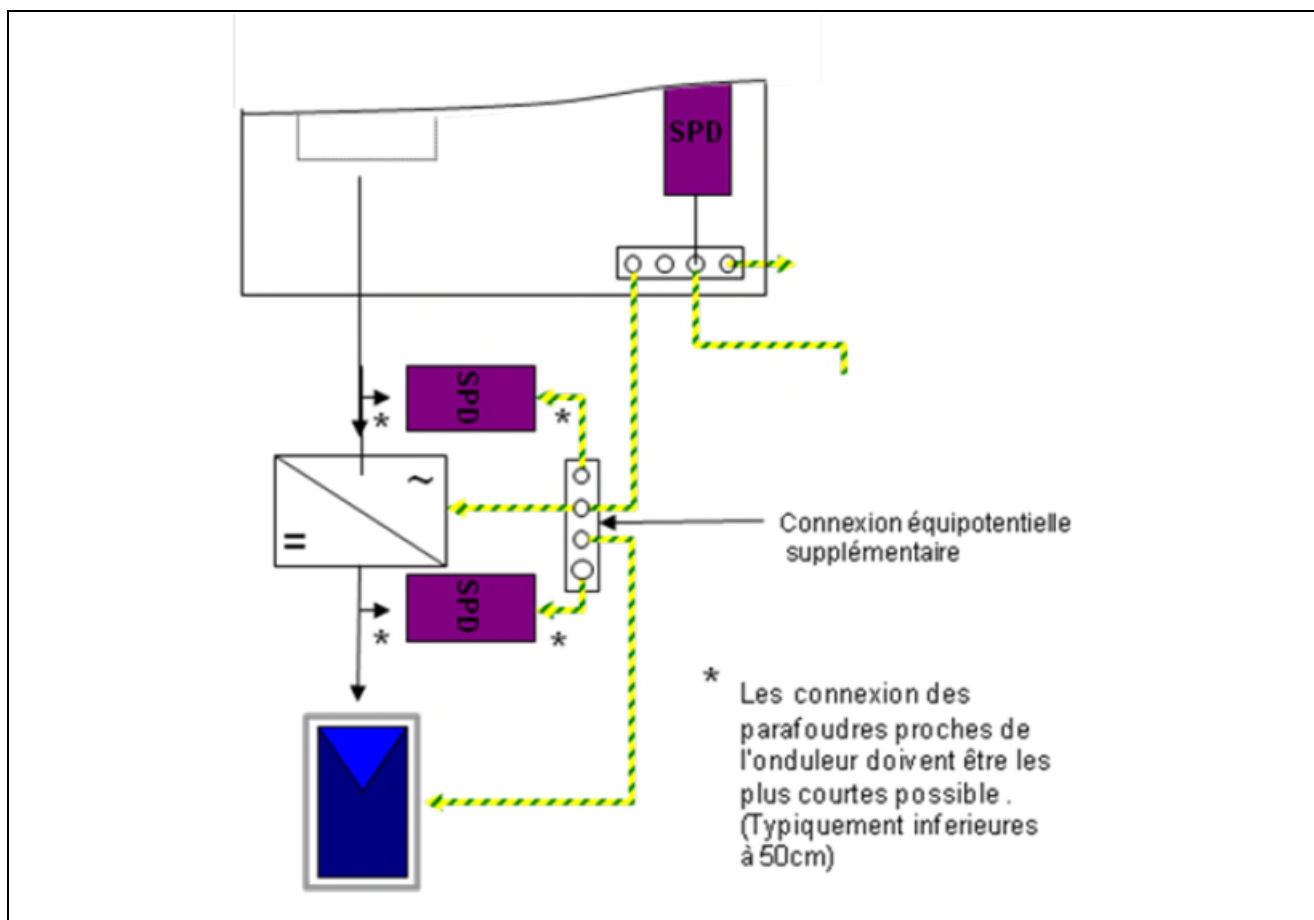 SPD
SPD
*
*
~
=
Connexion équipotentielle
supplémentaire
SPD
*
*
* Les connexion des
parafoudres proches de
l'onduleur doivent être les
plus courtes possible .
(Typiquement inferieures
à 50cm)